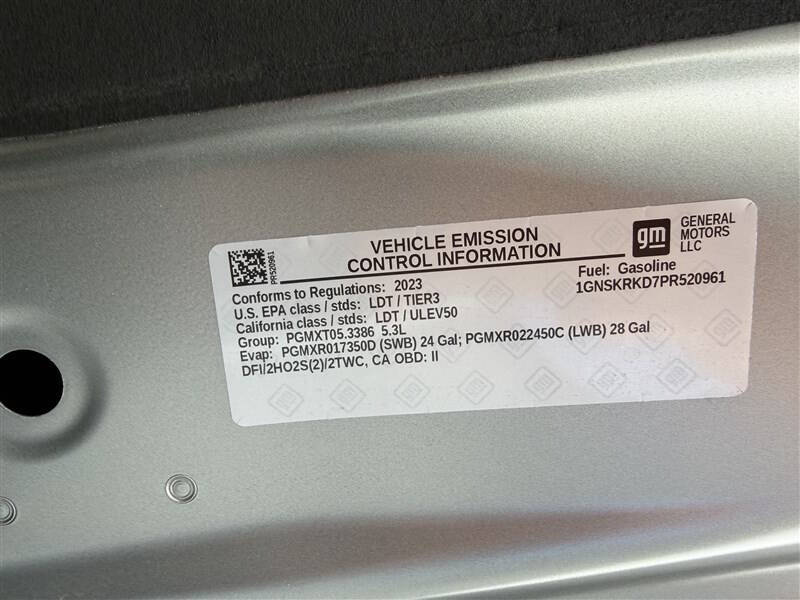 VEHICLE EMISSION
CONTROL INFORMATION
gm
GENERAL
MOTORS
LLC
PR520961
Fuel: Gasoline
1GNSKRKD7PR520961
Conforms to Regulations: 2023
U.S. EPA class / stds: LDT / TIER3
California class / stds: LDT / ULEV50
Group: PGMXT05.3386 5.3L
Evap: PGMXR017350D (SWB) 24 Gal; PGMXR022450C (LWB) 28 Gal
DFI/2HO2S(2)/2TWC, CA OBD: II